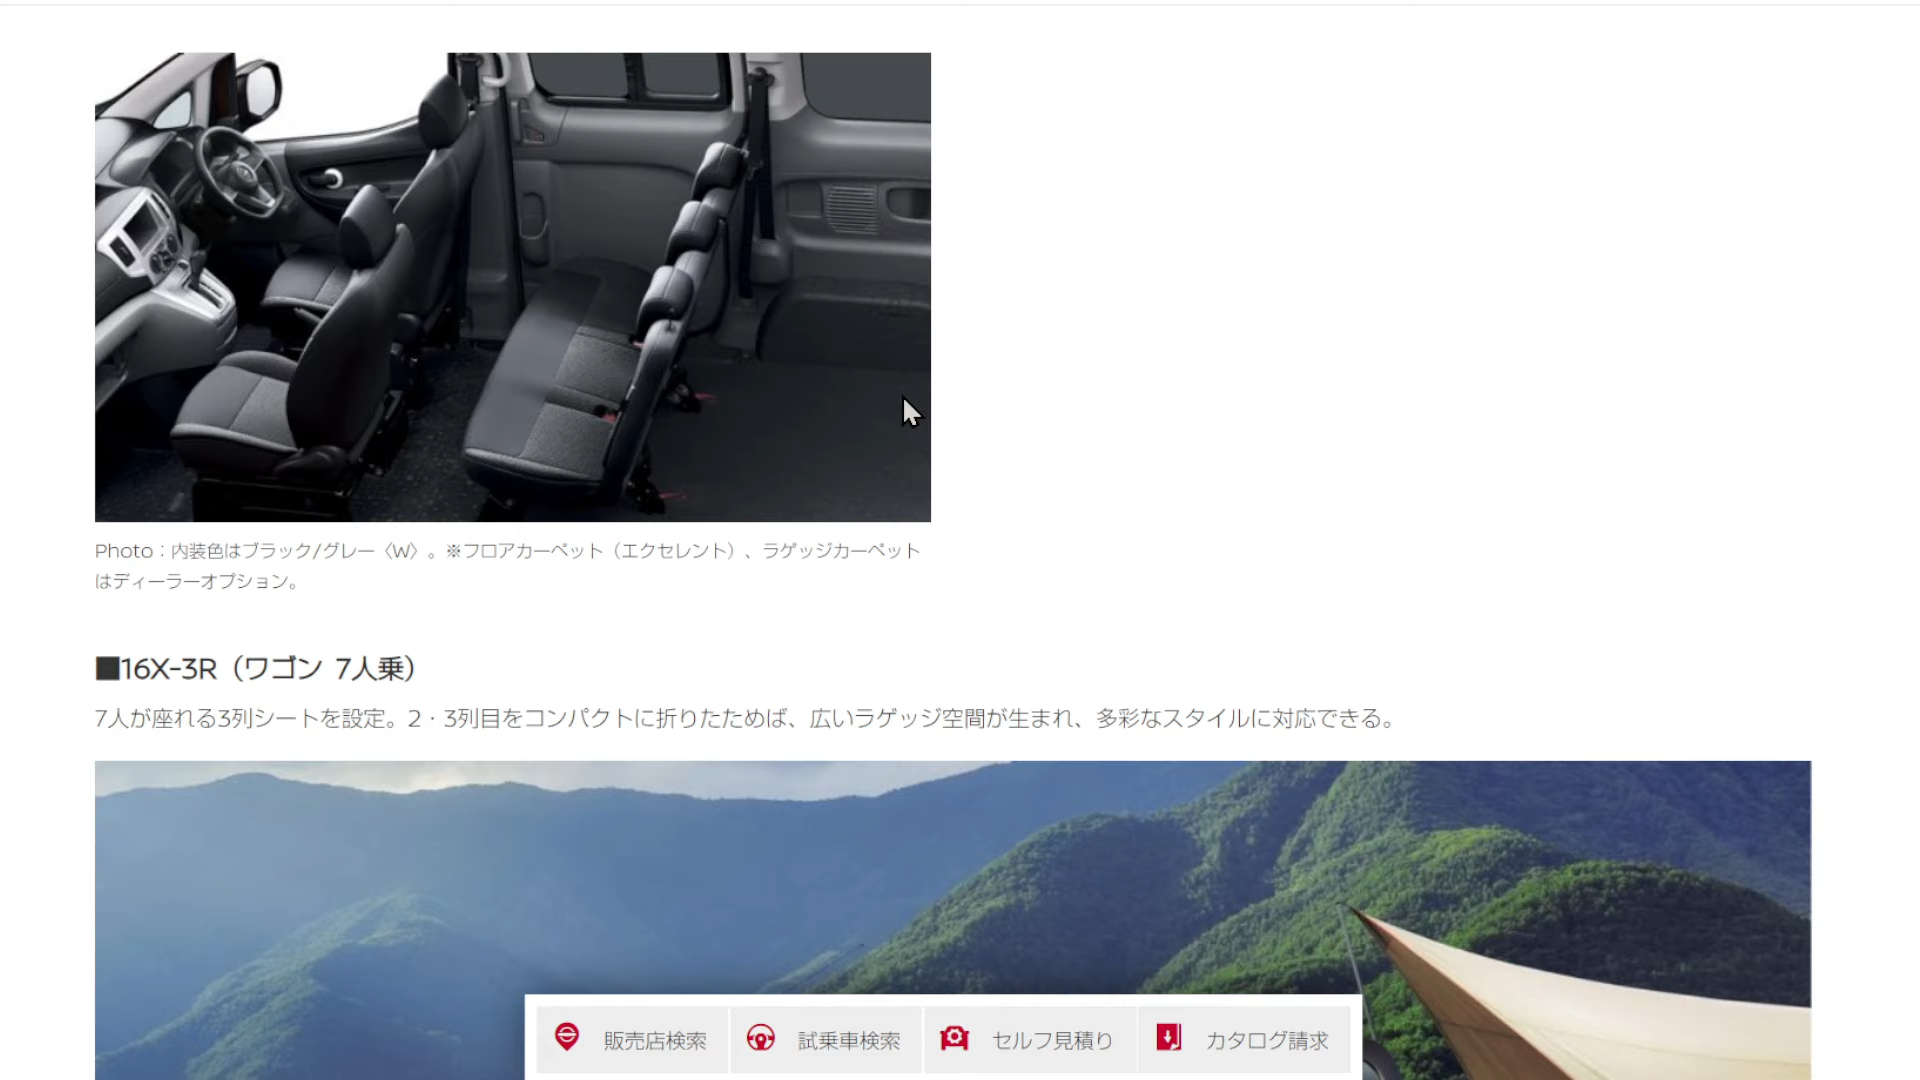 Photo：内装色はブラック/グレー〈W〉。※フロアカーペット（エクセレント）、ラゲッジカーペット
はディーラーオプション。
■16X-3R（ワゴン 7人乗）
7人が座れる3列シートを設定。2・3列目をコンパクトに折りたためば、広いラゲッジ空間が生まれ、多彩なスタイルに対応できる。
販売店検索 試乗車検索 セルフ見積り カタログ請求